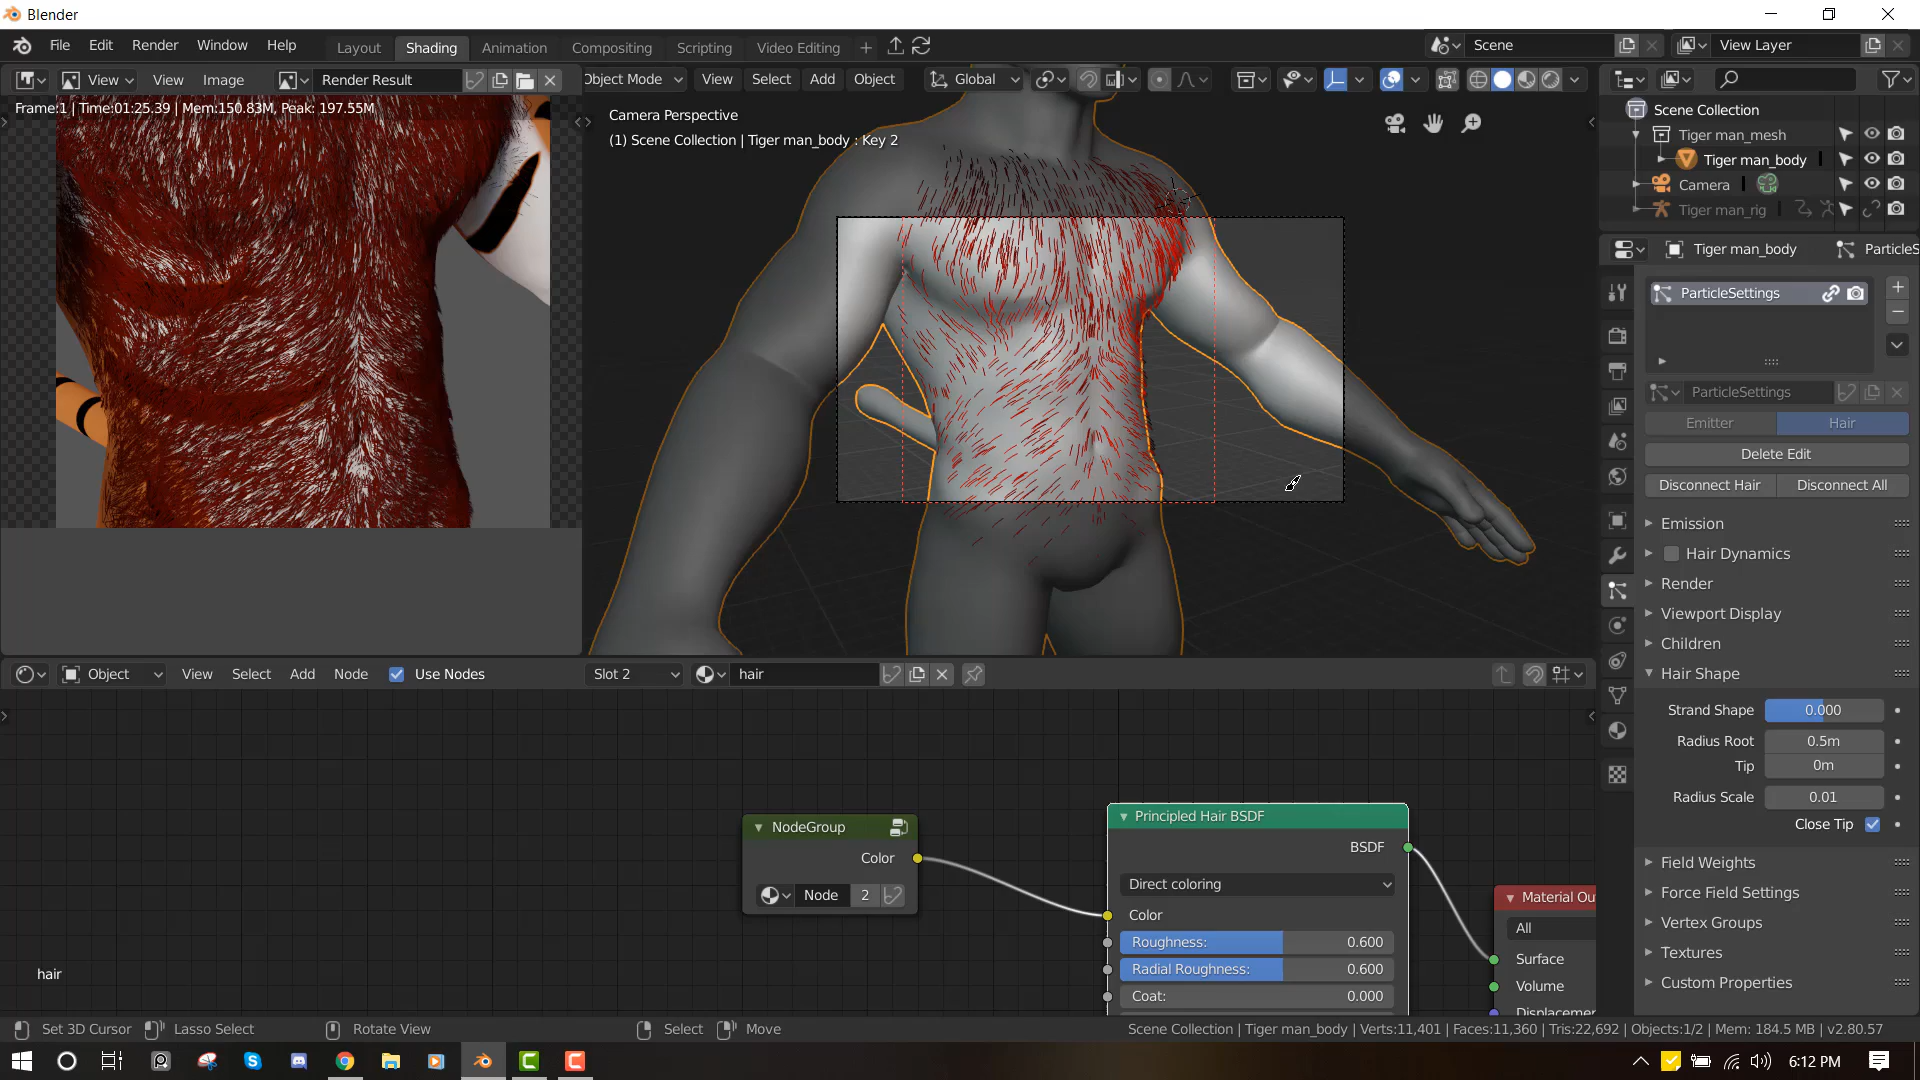 Blender
File Edit Render Window Help Layout Shading Animation Compositing Scripting Video Editing + Scene View Layer
View View Image Render Result Object Mode View Select Add Object Global
Frame:1 | Time:01:25.39 | Mem:150.83M, Peak: 197.55M
Camera Perspective
(1) Scene Collection | Tiger man_body : Key 2
Scene Collection
Tiger man_mesh
Tiger man_body
Camera
Tiger man_rig
Tiger man_body ParticleS
ParticleSettings
ParticleSettings
Emitter Hair
Delete Edit
Disconnect Hair Disconnect All
Emission
Hair Dynamics
Render
Viewport Display
Children
Hair Shape
Strand Shape 0.000
Radius Root 0.5m
Tip 0m
Radius Scale 0.01
Close Tip
Field Weights
Force Field Settings
Vertex Groups
Textures
Custom Properties
Object View Select Add Node Use Nodes Slot 2 hair
NodeGroup
Color
Node 2
Principled Hair BSDF
BSDF
Direct coloring
Color
Roughness: 0.600
Radial Roughness: 0.600
Coat: 0.000
Material Ou
All
Surface
Volume
Displacemen
hair
Set 3D Cursor Lasso Select Rotate View Select Move Scene Collection | Tiger man_body | Verts:11,401 | Faces:11,360 | Tris:22,692 | Objects:1/2 | Mem: 184.5 MB | v2.80.57
6:12 PM